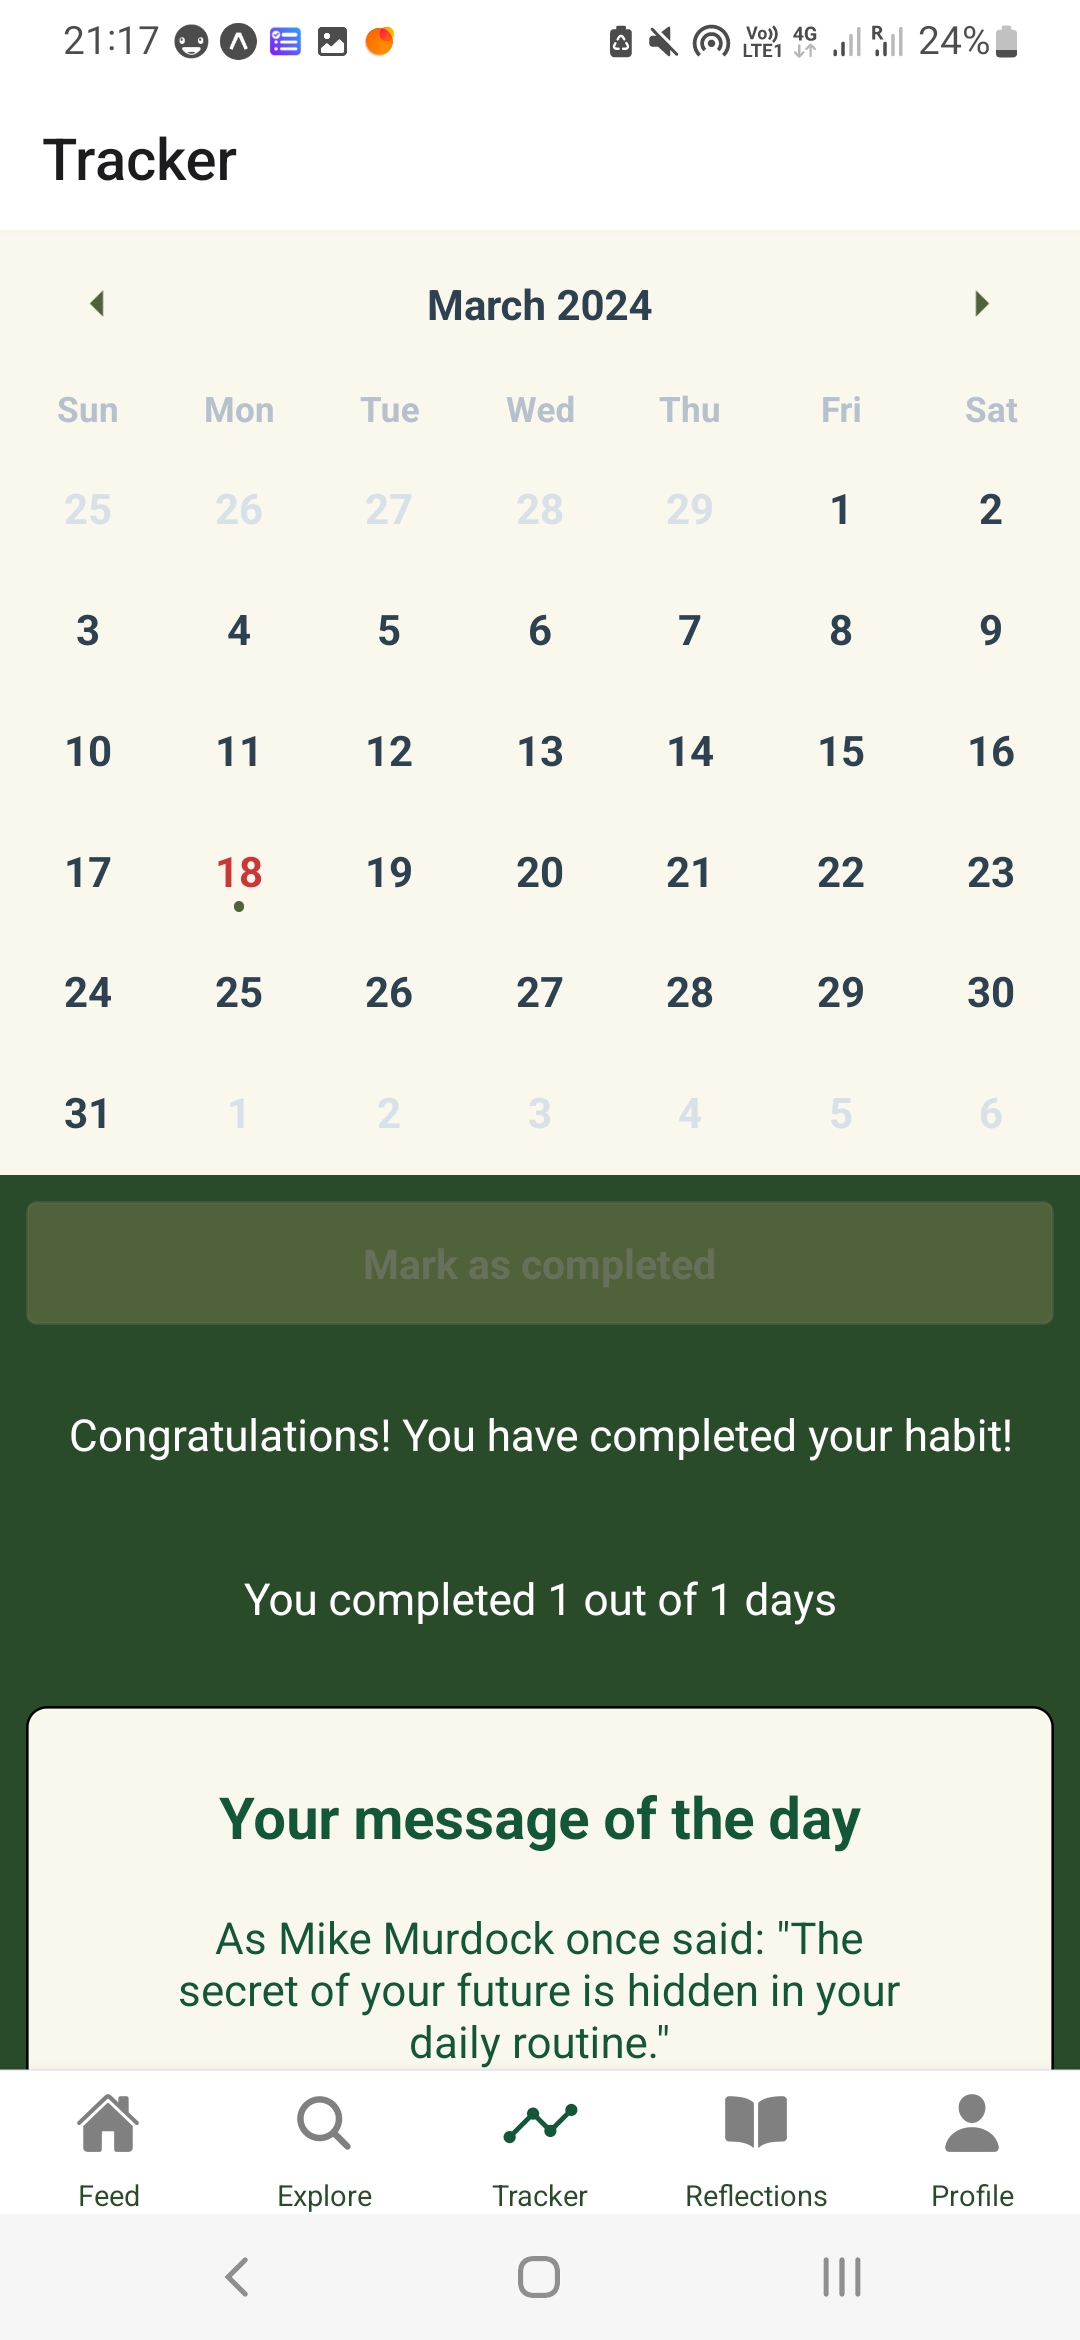 21:17 Vo)) LTE1 4G R 24%
Tracker
March 2024
Sun Mon Tue Wed Thu Fri Sat
25 26 27 28 29 1 2
3 4 5 6 7 8 9
10 11 12 13 14 15 16
17 18 19 20 21 22 23
24 25 26 27 28 29 30
31 1 2 3 4 5 6
Mark as completed
Congratulations! You have completed your habit!
You completed 1 out of 1 days
Your message of the day
As Mike Murdock once said: "The
secret of your future is hidden in your
daily routine."
Feed Explore Tracker Reflections Profile